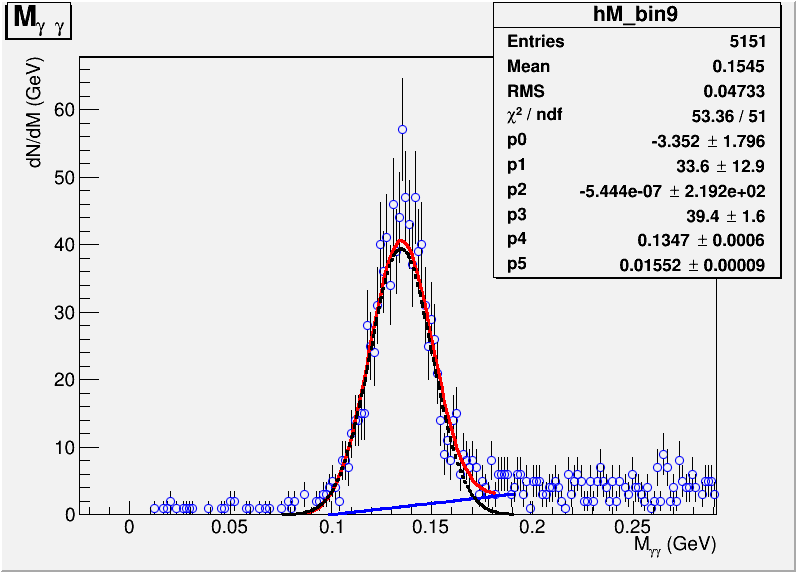 M_γ γ
hM_bin9
Entries 5151
Mean 0.1545
RMS 0.04733
χ² / ndf 53.36 / 51
p0 -3.352 ± 1.796
p1 33.6 ± 12.9
p2 -5.444e-07 ± 2.192e+02
p3 39.4 ± 1.6
p4 0.1347 ± 0.0006
p5 0.01552 ± 0.00009
dN/dM (GeV)
60
50
40
30
20
10
0
0 0.05 0.1 0.15 0.2 0.25
M_γγ (GeV)